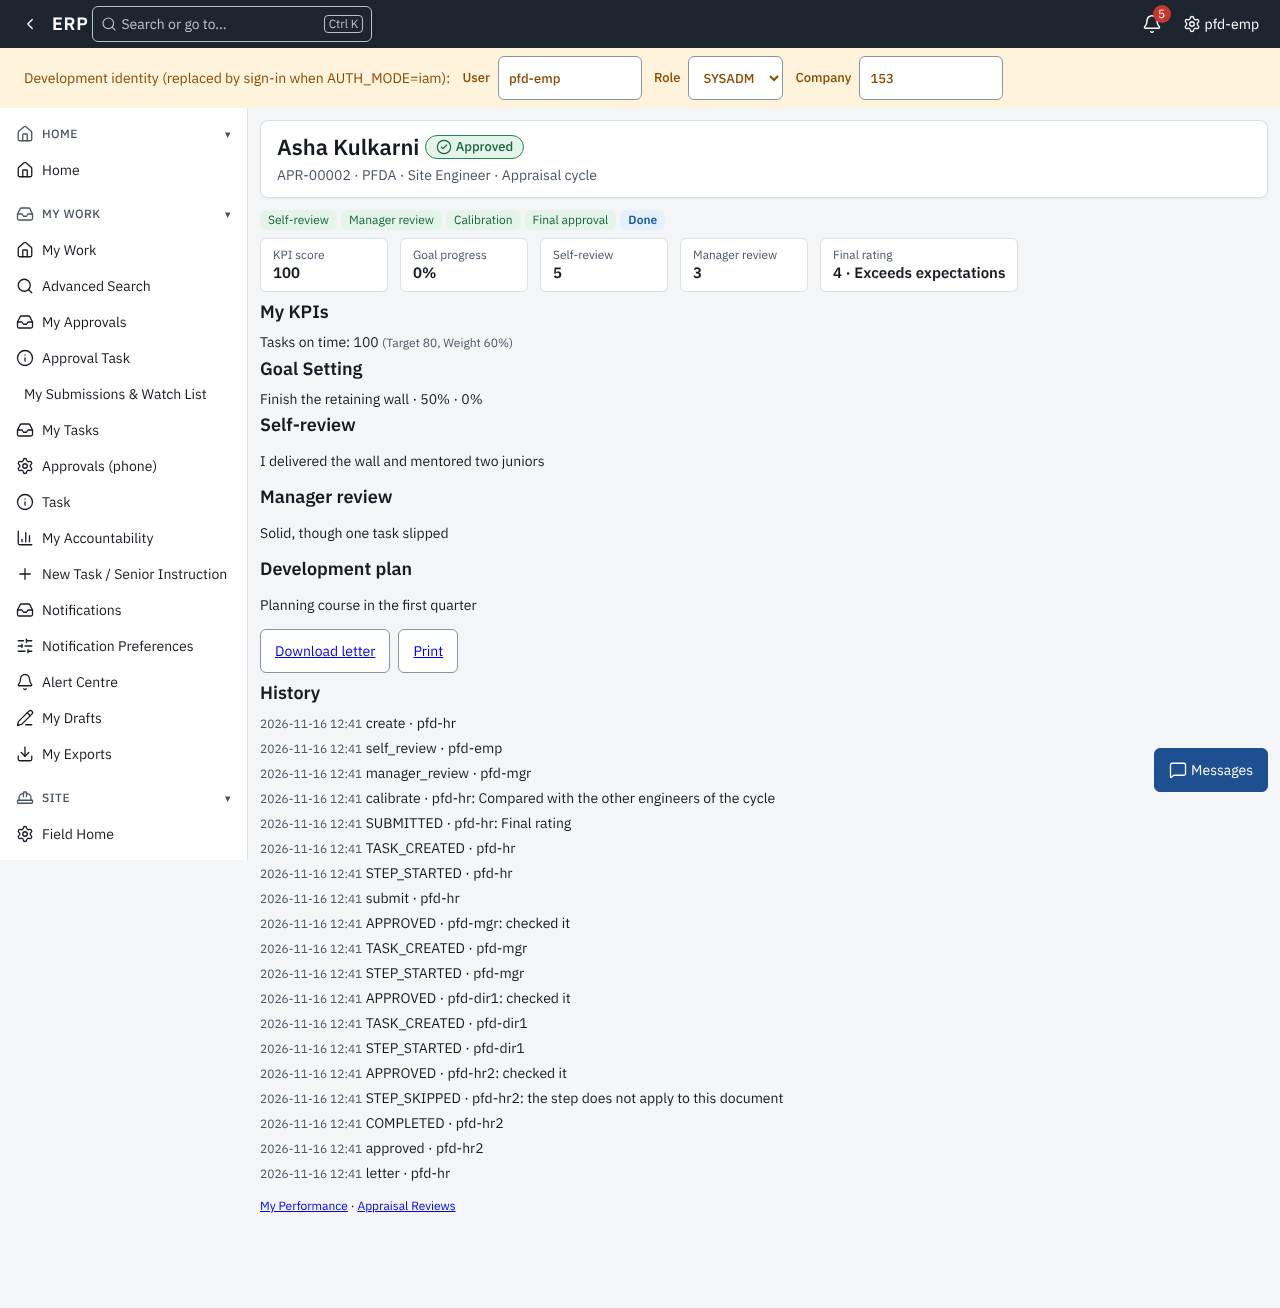 ERP
Search or go to...
Ctrl K
5
pfd-emp
Development identity (replaced by sign-in when AUTH_MODE=iam):
User
pfd-emp
Role
SYSADM
Company
153
HOME
Home
MY WORK
My Work
Advanced Search
My Approvals
Approval Task
My Submissions & Watch List
My Tasks
Approvals (phone)
Task
My Accountability
New Task / Senior Instruction
Notifications
Notification Preferences
Alert Centre
My Drafts
My Exports
SITE
Field Home
Asha Kulkarni
Approved
APR-00002 · PFDA · Site Engineer · Appraisal cycle
Self-review
Manager review
Calibration
Final approval
Done
KPI score
100
Goal progress
0%
Self-review
5
Manager review
3
Final rating
4 · Exceeds expectations
My KPIs
Tasks on time: 100 (Target 80, Weight 60%)
Goal Setting
Finish the retaining wall · 50% · 0%
Self-review
I delivered the wall and mentored two juniors
Manager review
Solid, though one task slipped
Development plan
Planning course in the first quarter
Download letter
Print
History
2026-11-16 12:41 create · pfd-hr
2026-11-16 12:41 self_review · pfd-emp
2026-11-16 12:41 manager_review · pfd-mgr
2026-11-16 12:41 calibrate · pfd-hr: Compared with the other engineers of the cycle
2026-11-16 12:41 SUBMITTED · pfd-hr: Final rating
2026-11-16 12:41 TASK_CREATED · pfd-hr
2026-11-16 12:41 STEP_STARTED · pfd-hr
2026-11-16 12:41 submit · pfd-hr
2026-11-16 12:41 APPROVED · pfd-mgr: checked it
2026-11-16 12:41 TASK_CREATED · pfd-mgr
2026-11-16 12:41 STEP_STARTED · pfd-mgr
2026-11-16 12:41 APPROVED · pfd-dir1: checked it
2026-11-16 12:41 TASK_CREATED · pfd-dir1
2026-11-16 12:41 STEP_STARTED · pfd-dir1
2026-11-16 12:41 APPROVED · pfd-hr2: checked it
2026-11-16 12:41 STEP_SKIPPED · pfd-hr2: the step does not apply to this document
2026-11-16 12:41 COMPLETED · pfd-hr2
2026-11-16 12:41 approved · pfd-hr2
2026-11-16 12:41 letter · pfd-hr
My Performance · Appraisal Reviews
Messages